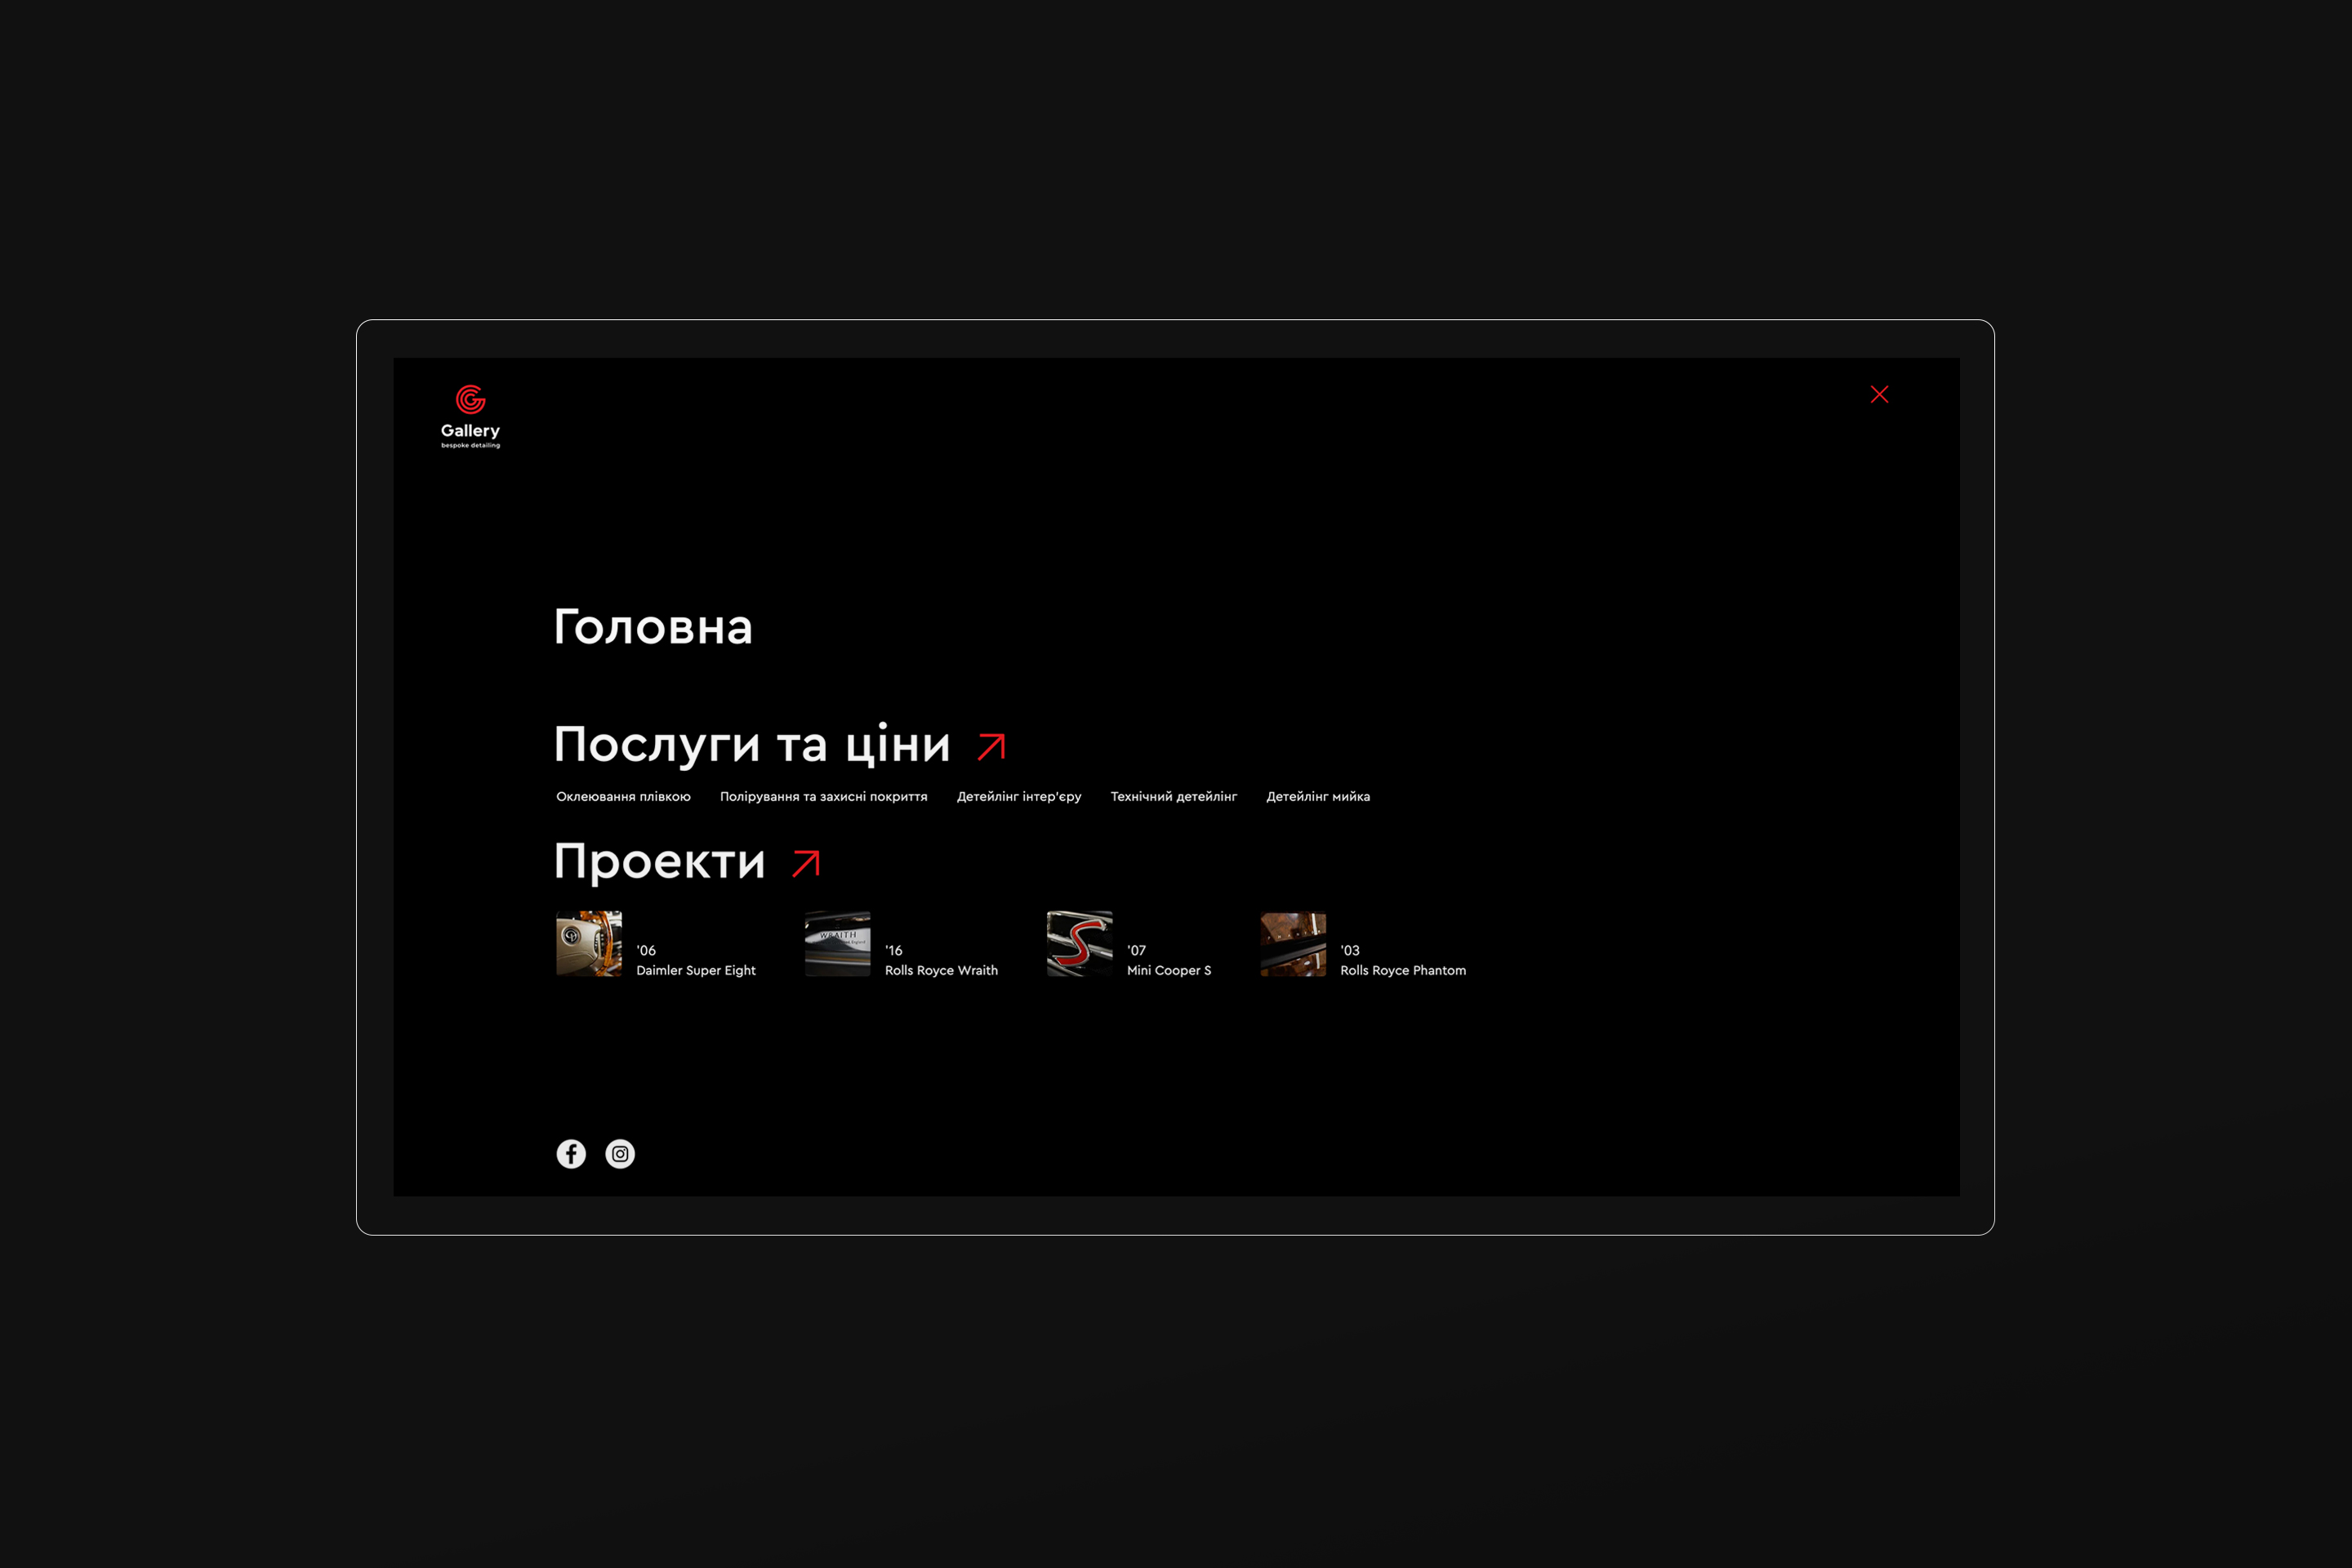 Gallery
bespoke detailing
Головна
Послуги та ціни
Оклеювання плівкою Полірування та захисні покриття Детейлінг інтер'єру Технічний детейлінг Детейлінг мийка
Проекти
WRAITH
'06
Daimler Super Eight
'16
Rolls Royce Wraith
'07
Mini Cooper S
'03
Rolls Royce Phantom